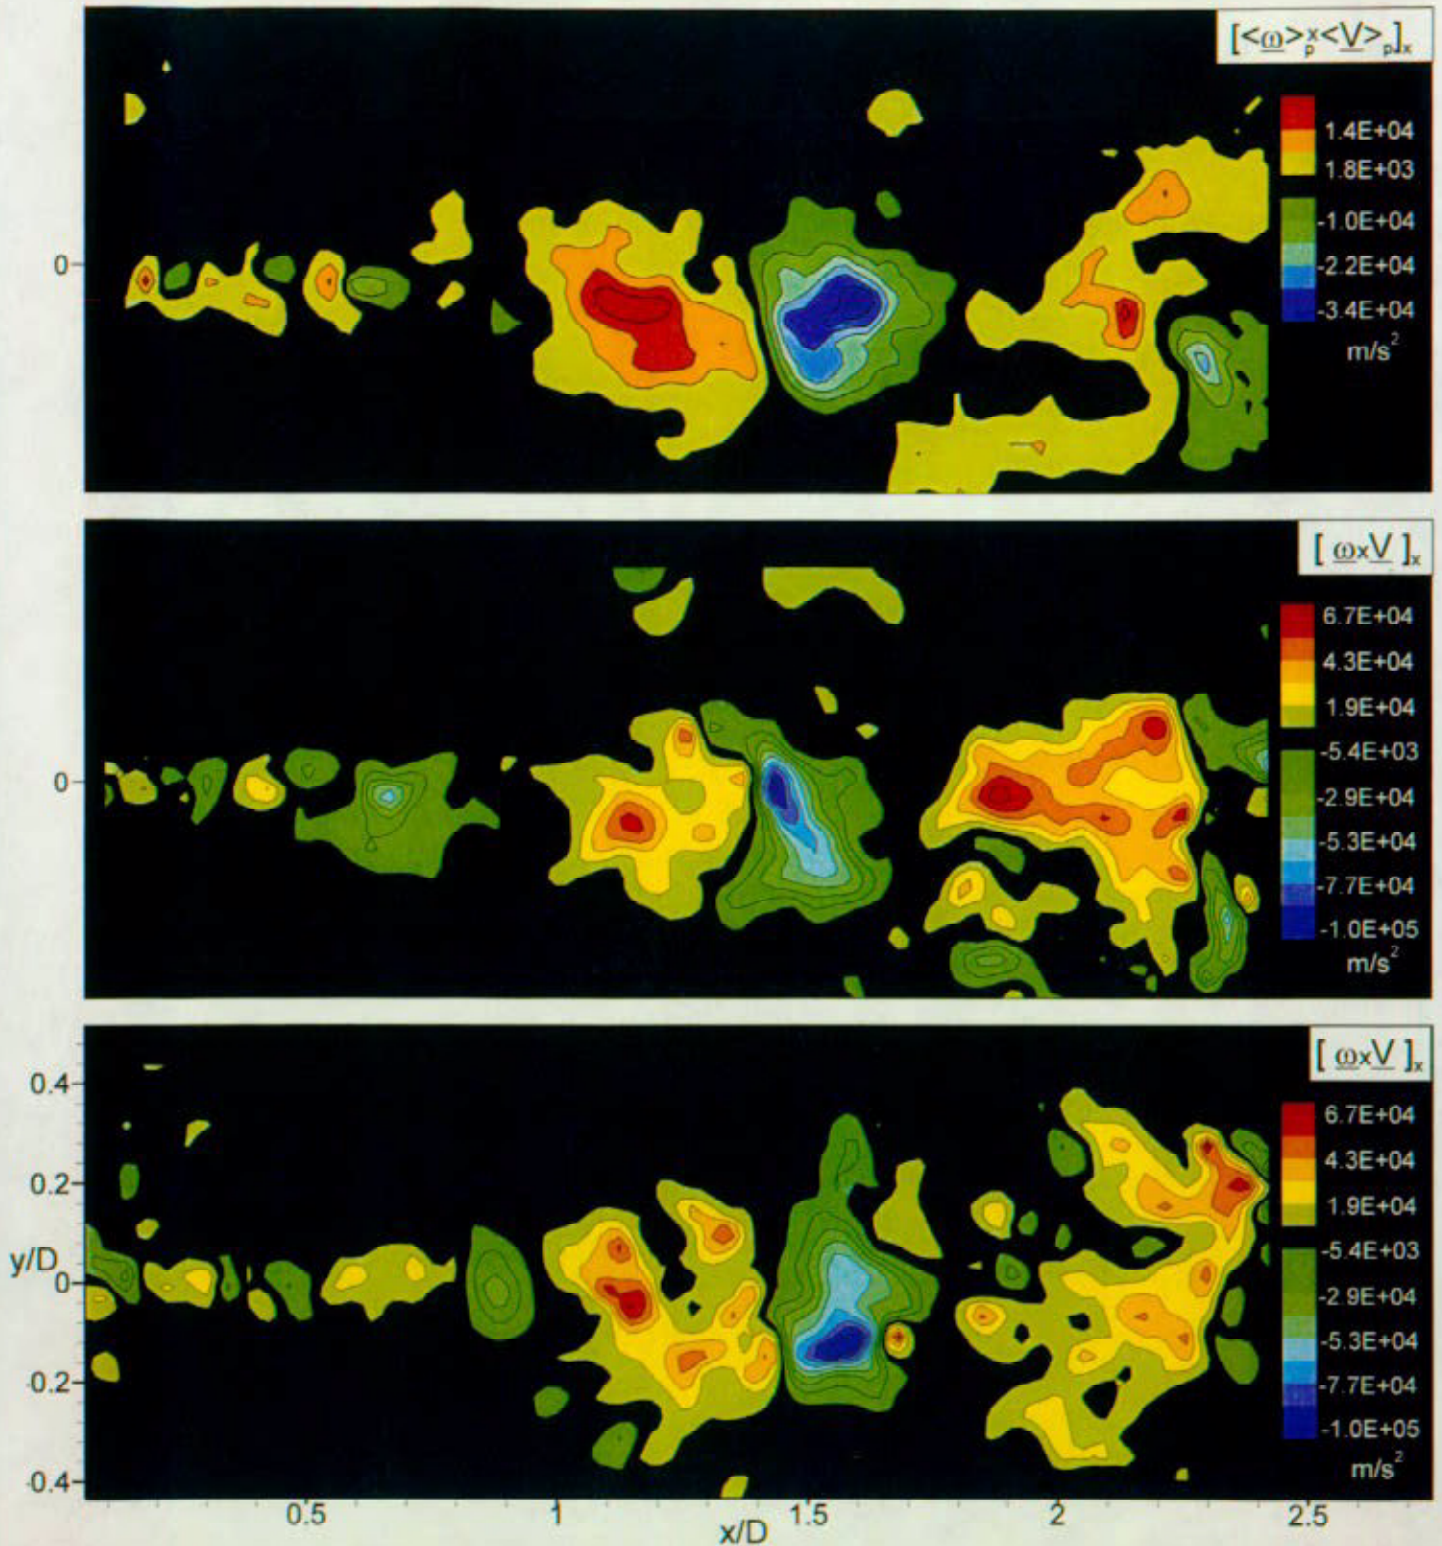 [<ω>ₚx<V>ₚ]ₓ
1.4E+04
1.8E+03
0
-1.0E+04
-2.2E+04
-3.4E+04
m/s²
[ ωxV ]ₓ
6.7E+04
4.3E+04
1.9E+04
-5.4E+03
0
-2.9E+04
-5.3E+04
-7.7E+04
-1.0E+05
m/s²
[ ωxV ]ₓ
0.4
6.7E+04
4.3E+04
0.2
1.9E+04
-5.4E+03
y/D
0
-2.9E+04
-5.3E+04
-0.2
-7.7E+04
-1.0E+05
m/s²
-0.4
0.5 1 1.5 2 2.5
x/D